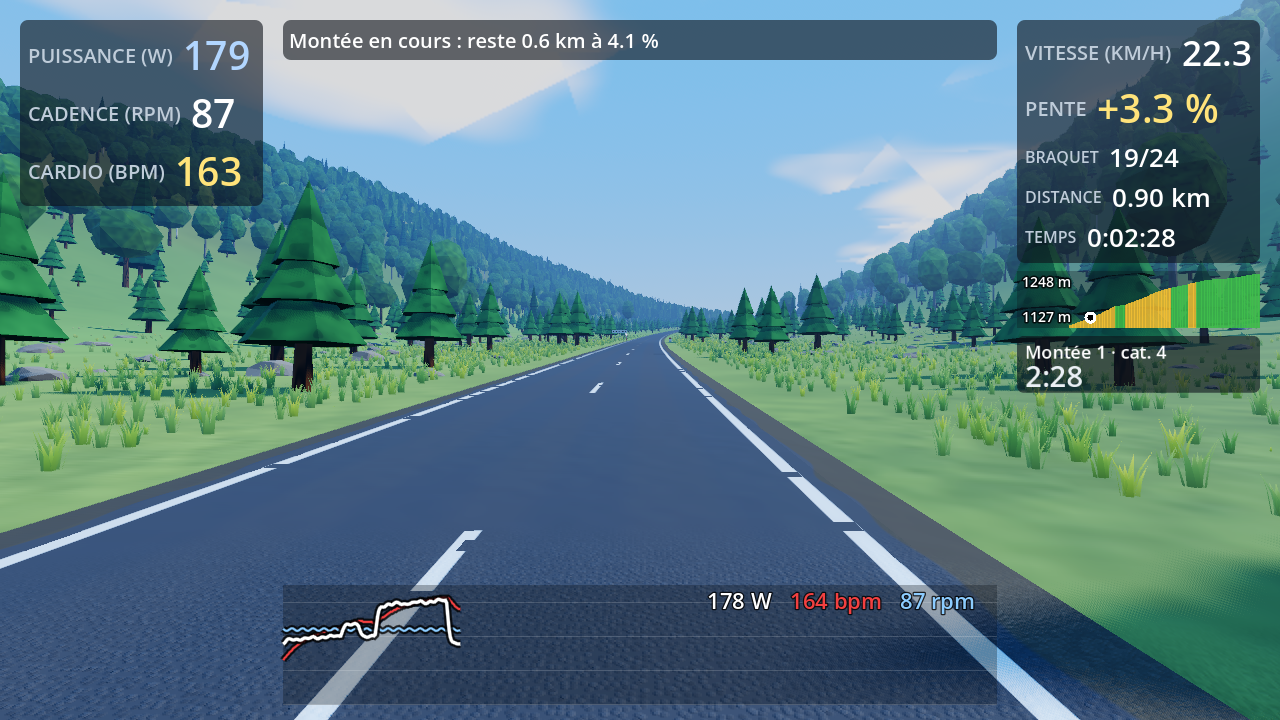 PUISSANCE (W) 179
CADENCE (RPM) 87
CARDIO (BPM) 163
Montée en cours : reste 0.6 km à 4.1 %
VITESSE (KM/H) 22.3
PENTE +3.3 %
BRAQUET 19/24
DISTANCE 0.90 km
TEMPS 0:02:28
1248 m
1127 m
Montée 1 · cat. 4
2:28
178 W 164 bpm 87 rpm